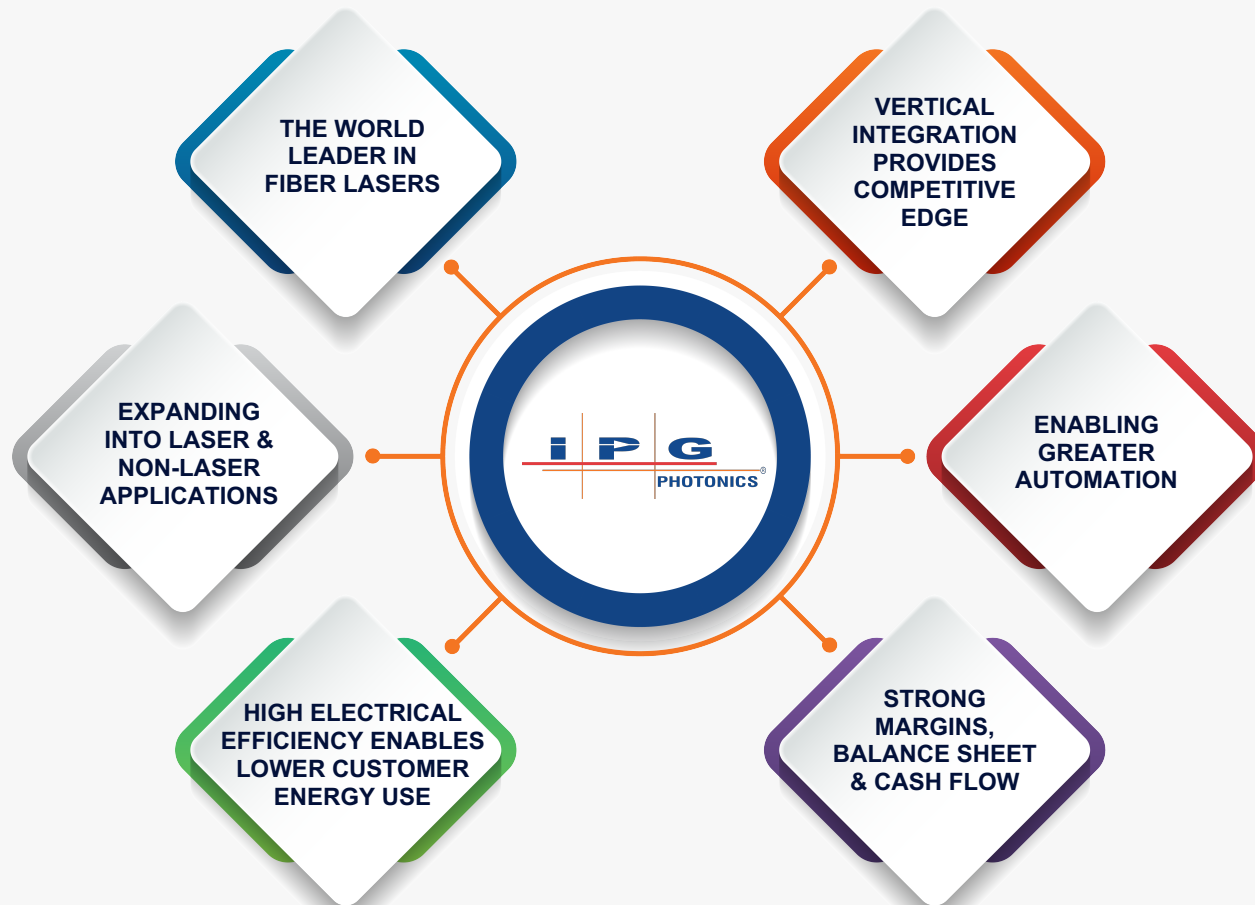 THE WORLD
LEADER IN
FIBER LASERS
VERTICAL
INTEGRATION
PROVIDES
COMPETITIVE
EDGE
EXPANDING
INTO LASER &
NON-LASER
APPLICATIONS
IPG
PHOTONICS®
ENABLING
GREATER
AUTOMATION
HIGH ELECTRICAL
EFFICIENCY ENABLES
LOWER CUSTOMER
ENERGY USE
STRONG
MARGINS,
BALANCE SHEET
& CASH FLOW